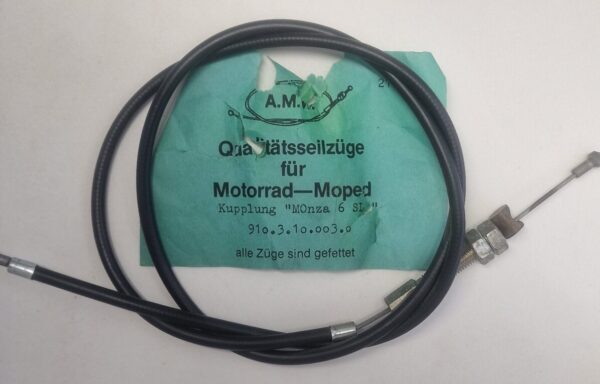 A.M.W.
Qualitätsseilzüge
für
Motorrad—Moped
Kupplung "MOnza 6 SL"
910.3.10.003.0
alle Züge sind gefettet